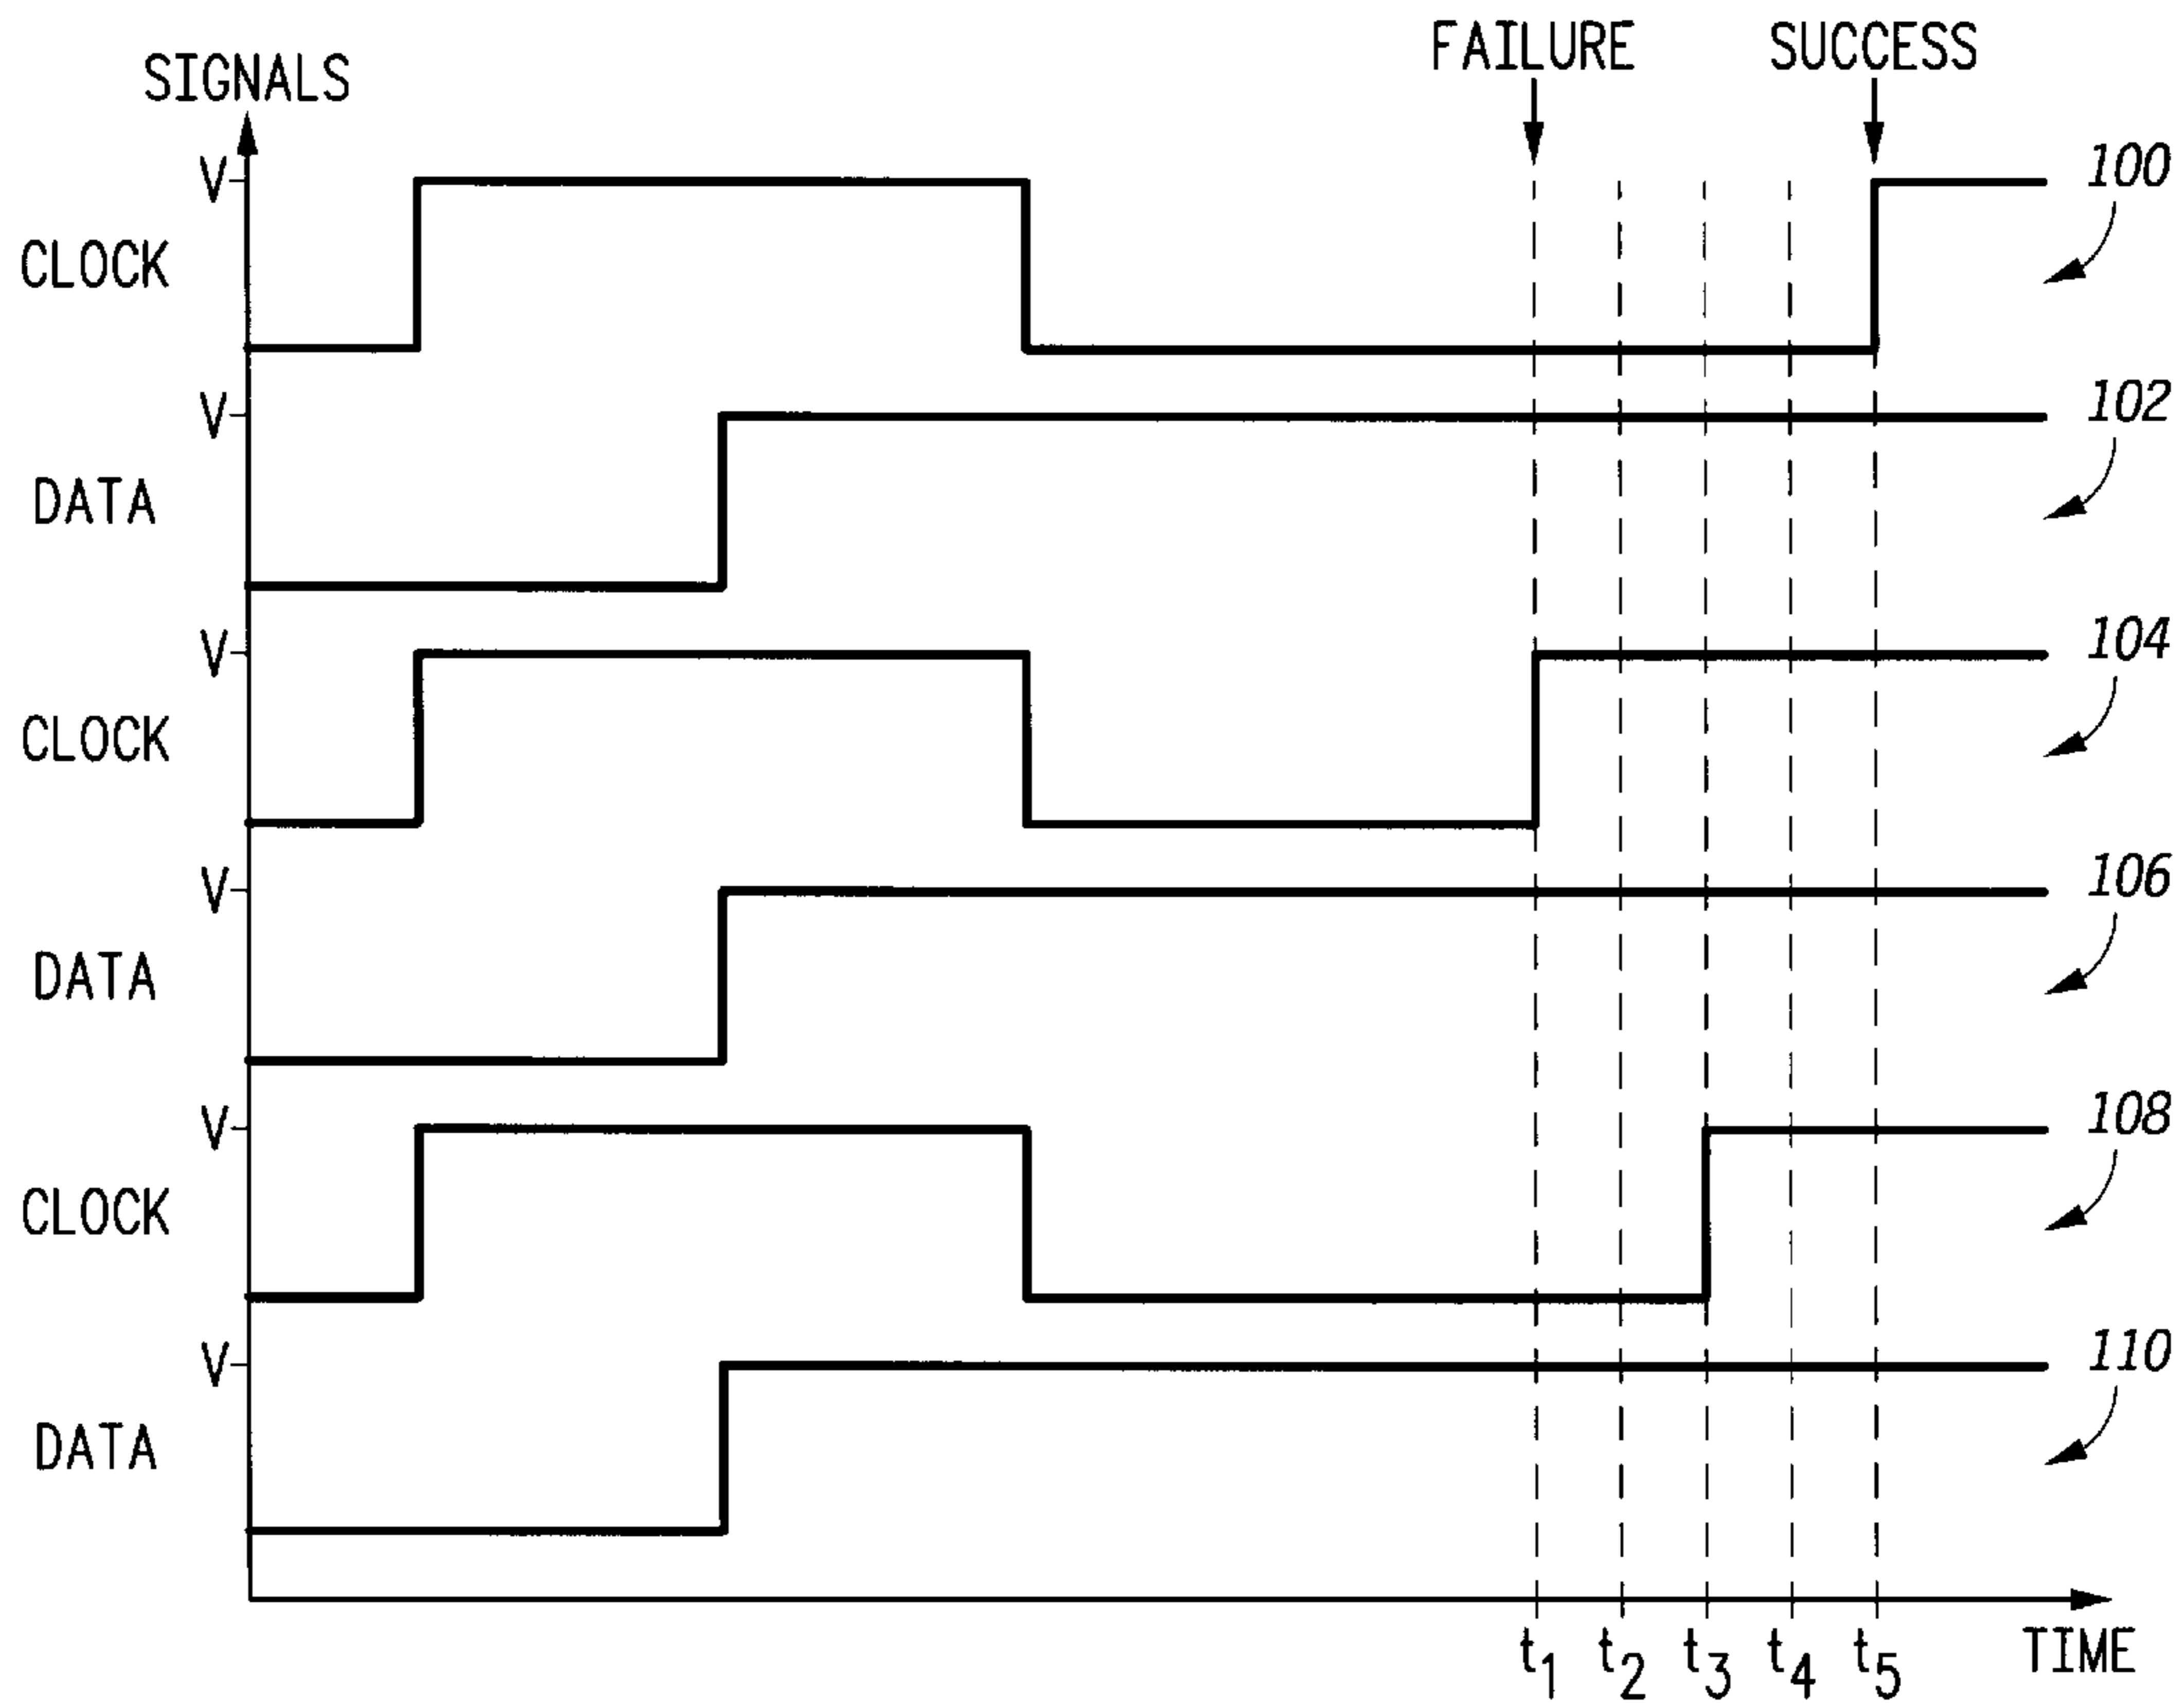 FAILURE SUCCESS
SIGNALS
V 100
CLOCK
V 102
DATA
V 104
CLOCK
V 106
DATA
V 108
CLOCK
V 110
DATA
t1 t2 t3 t4 t5 TIME